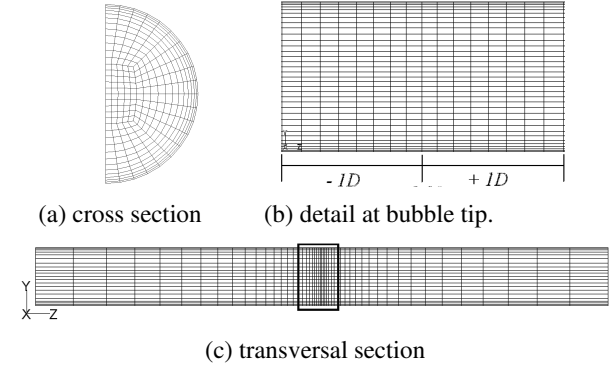 - 1D
+ 1D
(a) cross section
(b) detail at bubble tip.
Y
X
Z
(c) transversal section